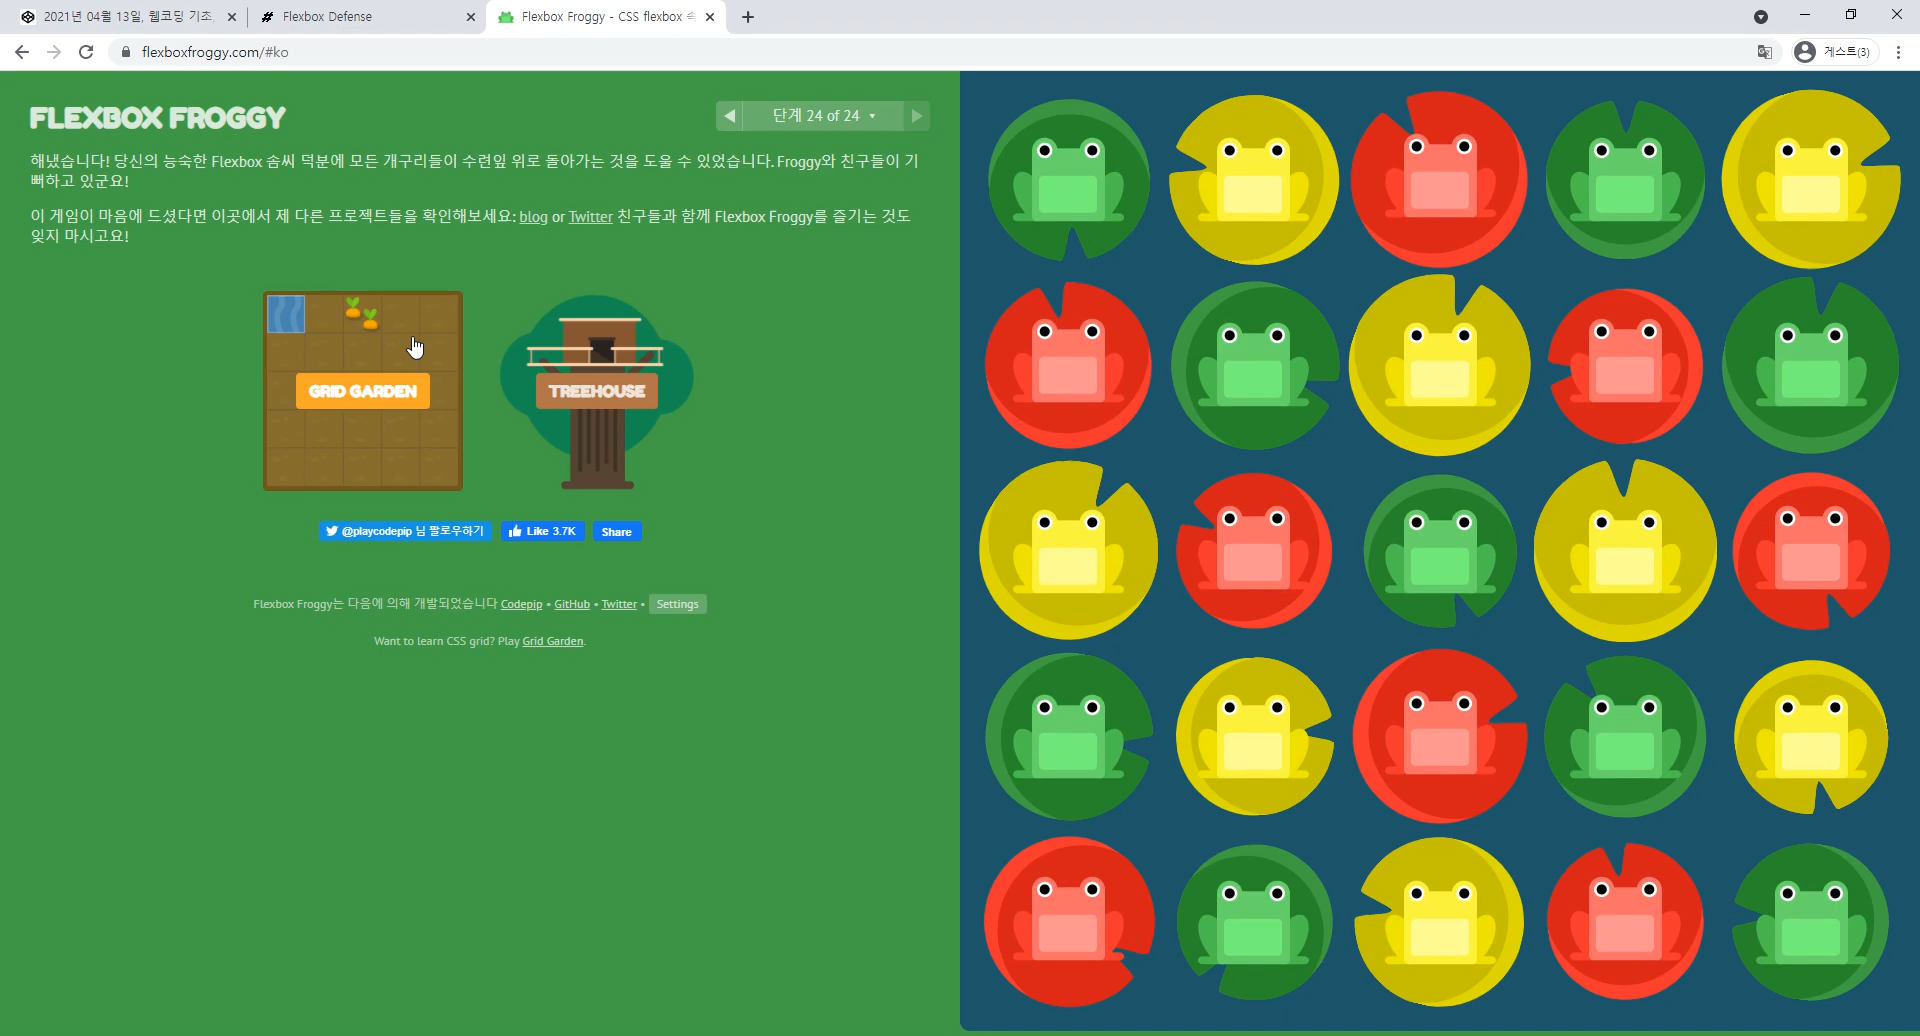 2021년 04월 13일, 웹코딩 기초
Flexbox Defense
Flexbox Froggy - CSS flexbox 속
flexboxfroggy.com/#ko
게스트(3)
FLEXBOX FROGGY
단계 24 of 24
해냈습니다! 당신의 능숙한 Flexbox 솜씨 덕분에 모든 개구리들이 수련잎 위로 돌아가는 것을 도울 수 있었습니다. Froggy와 친구들이 기
뻐하고 있군요!
이 게임이 마음에 드셨다면 이곳에서 제 다른 프로젝트들을 확인해보세요: blog or Twitter 친구들과 함께 Flexbox Froggy를 즐기는 것도
잊지 마시고요!
GRID GARDEN
TREEHOUSE
@playcodepip 님 팔로우하기
Like 3.7K
Share
Flexbox Froggy는 다음에 의해 개발되었습니다 Codepip • GitHub • Twitter • Settings
Want to learn CSS grid? Play Grid Garden.